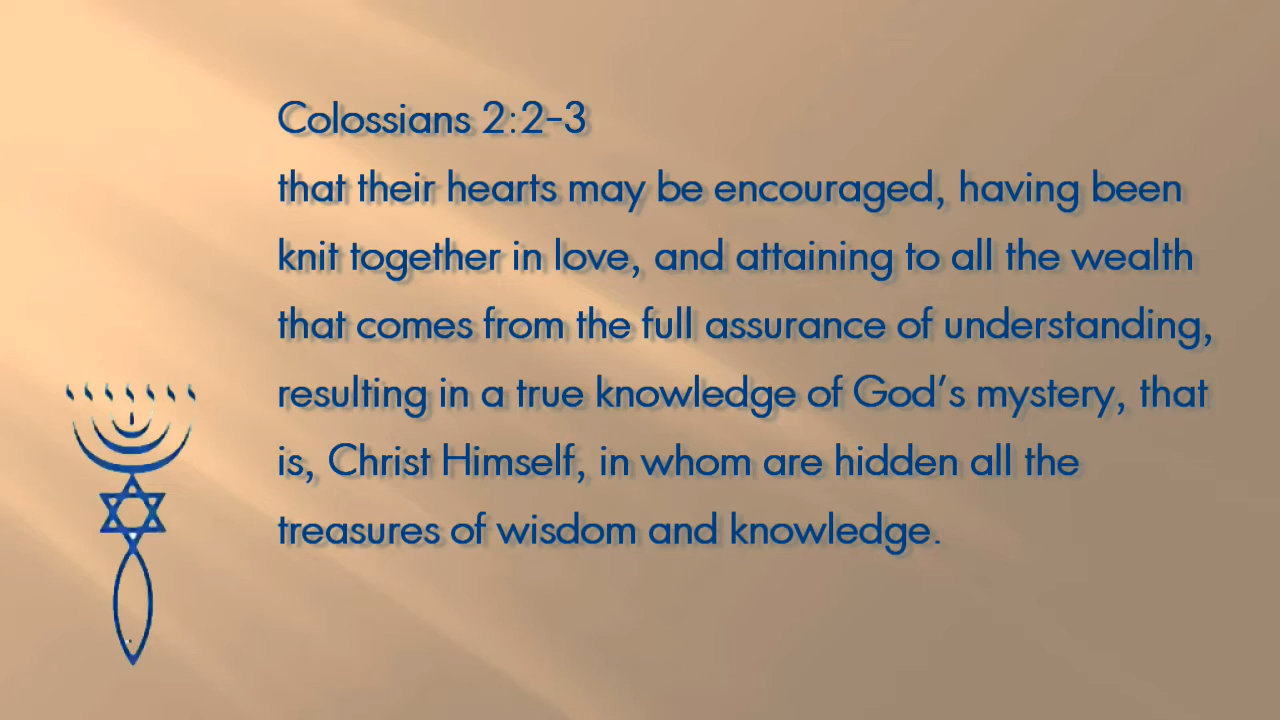 Colossians 2:2-3
that their hearts may be encouraged, having been
knit together in love, and attaining to all the wealth
that comes from the full assurance of understanding,
resulting in a true knowledge of God's mystery, that
is, Christ Himself, in whom are hidden all the
treasures of wisdom and knowledge.